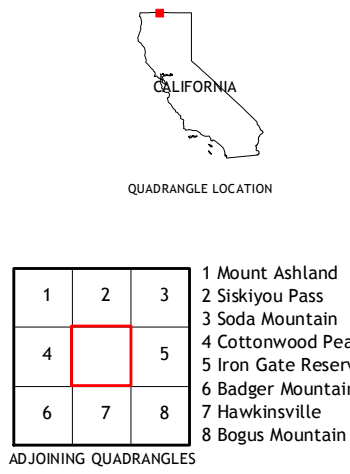 CALIFORNIA
QUADRANGLE LOCATION
1 2 3
4 5
6 7 8
1 Mount Ashland
2 Siskiyou Pass
3 Soda Mountain
4 Cottonwood Pea
5 Iron Gate Reserv
6 Badger Mountain
7 Hawkinsville
8 Bogus Mountain
ADJOINING QUADRANGLES